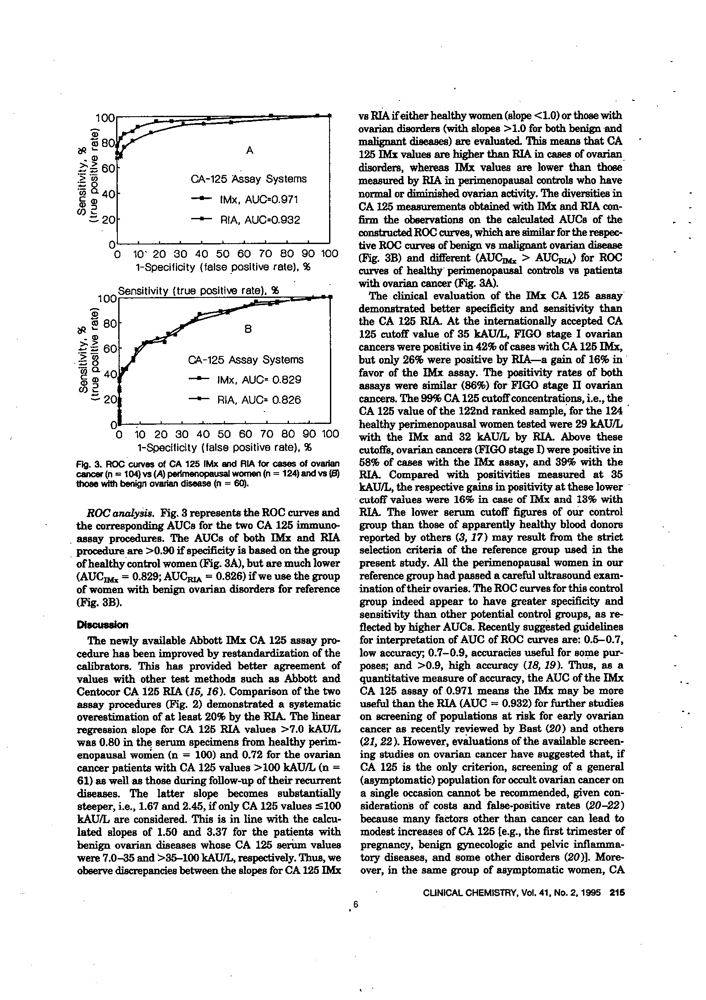 100
80
60
40
20
0
Sensitivity, %
(true positive rate)
A
CA-125 Assay Systems
IMx, AUC=0.971
RIA, AUC=0.932
0 10 20 30 40 50 60 70 80 90 100
1-Specificity (false positive rate), %
Sensitivity (true positive rate), %
100
80
60
40
20
0
Sensitivity, %
(true positive rate)
B
CA-125 Assay Systems
IMx, AUC= 0.829
RIA, AUC= 0.826
0 10 20 30 40 50 60 70 80 90 100
1-Specificity (false positive rate), %
Fig. 3. ROC curves of CA 125 IMx and RIA for cases of ovarian
cancer (n = 104) vs (A) perimenopausal women (n = 124) and vs (B)
those with benign ovarian disease (n = 60).
ROC analysis. Fig. 3 represents the ROC curves and
the corresponding AUCs for the two CA 125 immuno-
assay procedures. The AUCs of both IMx and RIA
procedure are >0.90 if specificity is based on the group
of healthy control women (Fig. 3A), but are much lower
(AUCIMx = 0.829; AUCRIA = 0.826) if we use the group
of women with benign ovarian disorders for reference
(Fig. 3B).
Discussion
The newly available Abbott IMx CA 125 assay pro-
cedure has been improved by restandardization of the
calibrators. This has provided better agreement of
values with other test methods such as Abbott and
Centocor CA 125 RIA (15, 16). Comparison of the two
assay procedures (Fig. 2) demonstrated a systematic
overestimation of at least 20% by the RIA. The linear
regression slope for CA 125 RIA values >7.0 kAU/L
was 0.80 in the serum specimens from healthy perim-
enopausal women (n = 100) and 0.72 for the ovarian
cancer patients with CA 125 values >100 kAU/L (n =
61) as well as those during follow-up of their recurrent
diseases. The latter slope becomes substantially
steeper, i.e., 1.67 and 2.45, if only CA 125 values ≤100
kAU/L are considered. This is in line with the calcu-
lated slopes of 1.50 and 3.37 for the patients with
benign ovarian diseases whose CA 125 serum values
were 7.0–35 and >35–100 kAU/L, respectively. Thus, we
observe discrepancies between the slopes for CA 125 IMx
vs RIA if either healthy women (slope <1.0) or those with
ovarian disorders (with slopes >1.0 for both benign and
malignant diseases) are evaluated. This means that CA
125 IMx values are higher than RIA in cases of ovarian
disorders, whereas IMx values are lower than those
measured by RIA in perimenopausal controls who have
normal or diminished ovarian activity. The diversities in
CA 125 measurements obtained with IMx and RIA con-
firm the observations on the calculated AUCs of the
constructed ROC curves, which are similar for the respec-
tive ROC curves of benign vs malignant ovarian disease
(Fig. 3B) and different (AUCIMx > AUCRIA) for ROC
curves of healthy perimenopausal controls vs patients
with ovarian cancer (Fig. 3A).
The clinical evaluation of the IMx CA 125 assay
demonstrated better specificity and sensitivity than
the CA 125 RIA. At the internationally accepted CA
125 cutoff value of 35 kAU/L, FIGO stage I ovarian
cancers were positive in 42% of cases with CA 125 IMx,
but only 26% were positive by RIA—a gain of 16% in
favor of the IMx assay. The positivity rates of both
assays were similar (86%) for FIGO stage II ovarian
cancers. The 99% CA 125 cutoff concentrations, i.e., the
CA 125 value of the 122nd ranked sample, for the 124
healthy perimenopausal women tested were 29 kAU/L
with the IMx and 32 kAU/L by RIA. Above these
cutoffs, ovarian cancers (FIGO stage I) were positive in
58% of cases with the IMx assay, and 39% with the
RIA. Compared with positivities measured at 35
kAU/L, the respective gains in positivity at these lower
cutoff values were 16% in case of IMx and 13% with
RIA. The lower serum cutoff figures of our control
group than those of apparently healthy blood donors
reported by others (3, 17) may result from the strict
selection criteria of the reference group used in the
present study. All the perimenopausal women in our
reference group had passed a careful ultrasound exam-
ination of their ovaries. The ROC curves for this control
group indeed appear to have greater specificity and
sensitivity than other potential control groups, as re-
flected by higher AUCs. Recently suggested guidelines
for interpretation of AUC of ROC curves are: 0.5–0.7,
low accuracy; 0.7–0.9, accuracies useful for some pur-
poses; and >0.9, high accuracy (18, 19). Thus, as a
quantitative measure of accuracy, the AUC of the IMx
CA 125 assay of 0.971 means the IMx may be more
useful than the RIA (AUC = 0.932) for further studies
on screening of populations at risk for early ovarian
cancer as recently reviewed by Bast (20) and others
(21, 22). However, evaluations of the available screen-
ing studies on ovarian cancer have suggested that, if
CA 125 is the only criterion, screening of a general
(asymptomatic) population for occult ovarian cancer on
a single occasion cannot be recommended, given con-
siderations of costs and false-positive rates (20–22)
because many factors other than cancer can lead to
modest increases of CA 125 [e.g., the first trimester of
pregnancy, benign gynecologic and pelvic inflamma-
tory diseases, and some other disorders (20)]. More-
over, in the same group of asymptomatic women, CA
CLINICAL CHEMISTRY, Vol. 41, No. 2, 1995 215
6